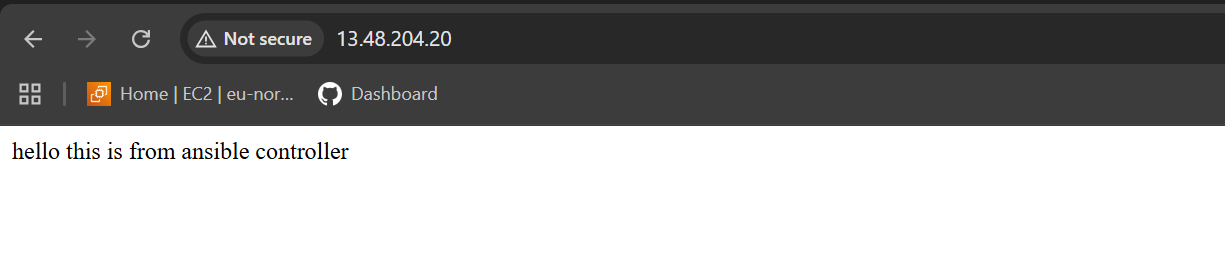 Not secure 13.48.204.20
Home | EC2 | eu-nor... Dashboard
hello this is from ansible controller